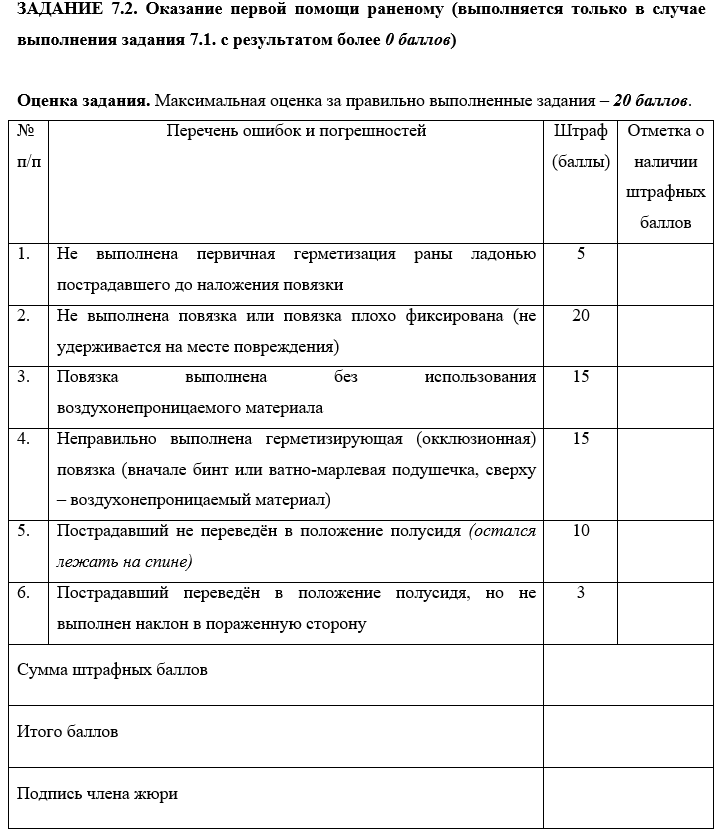 ЗАДАНИЕ 7.2. Оказание первой помощи раненому (выполняется только в случае
выполнения задания 7.1. с результатом более 0 баллов)
Оценка задания. Максимальная оценка за правильно выполненные задания – 20 баллов.
№ п/п
Перечень ошибок и погрешностей
Штраф (баллы)
Отметка о наличии штрафных баллов
1.
Не выполнена первичная герметизация раны ладонью
пострадавшего до наложения повязки
5
2.
Не выполнена повязка или повязка плохо фиксирована (не
удерживается на месте повреждения)
20
3.
Повязка выполнена без использования
воздухонепроницаемого материала
15
4.
Неправильно выполнена герметизирующая (окклюзионная)
повязка (вначале бинт или ватно-марлевая подушечка, сверху
– воздухонепроницаемый материал)
15
5.
Пострадавший не переведён в положение полусидя (остался
лежать на спине)
10
6.
Пострадавший переведён в положение полусидя, но не
выполнен наклон в пораженную сторону
3
Сумма штрафных баллов
Итого баллов
Подпись члена жюри